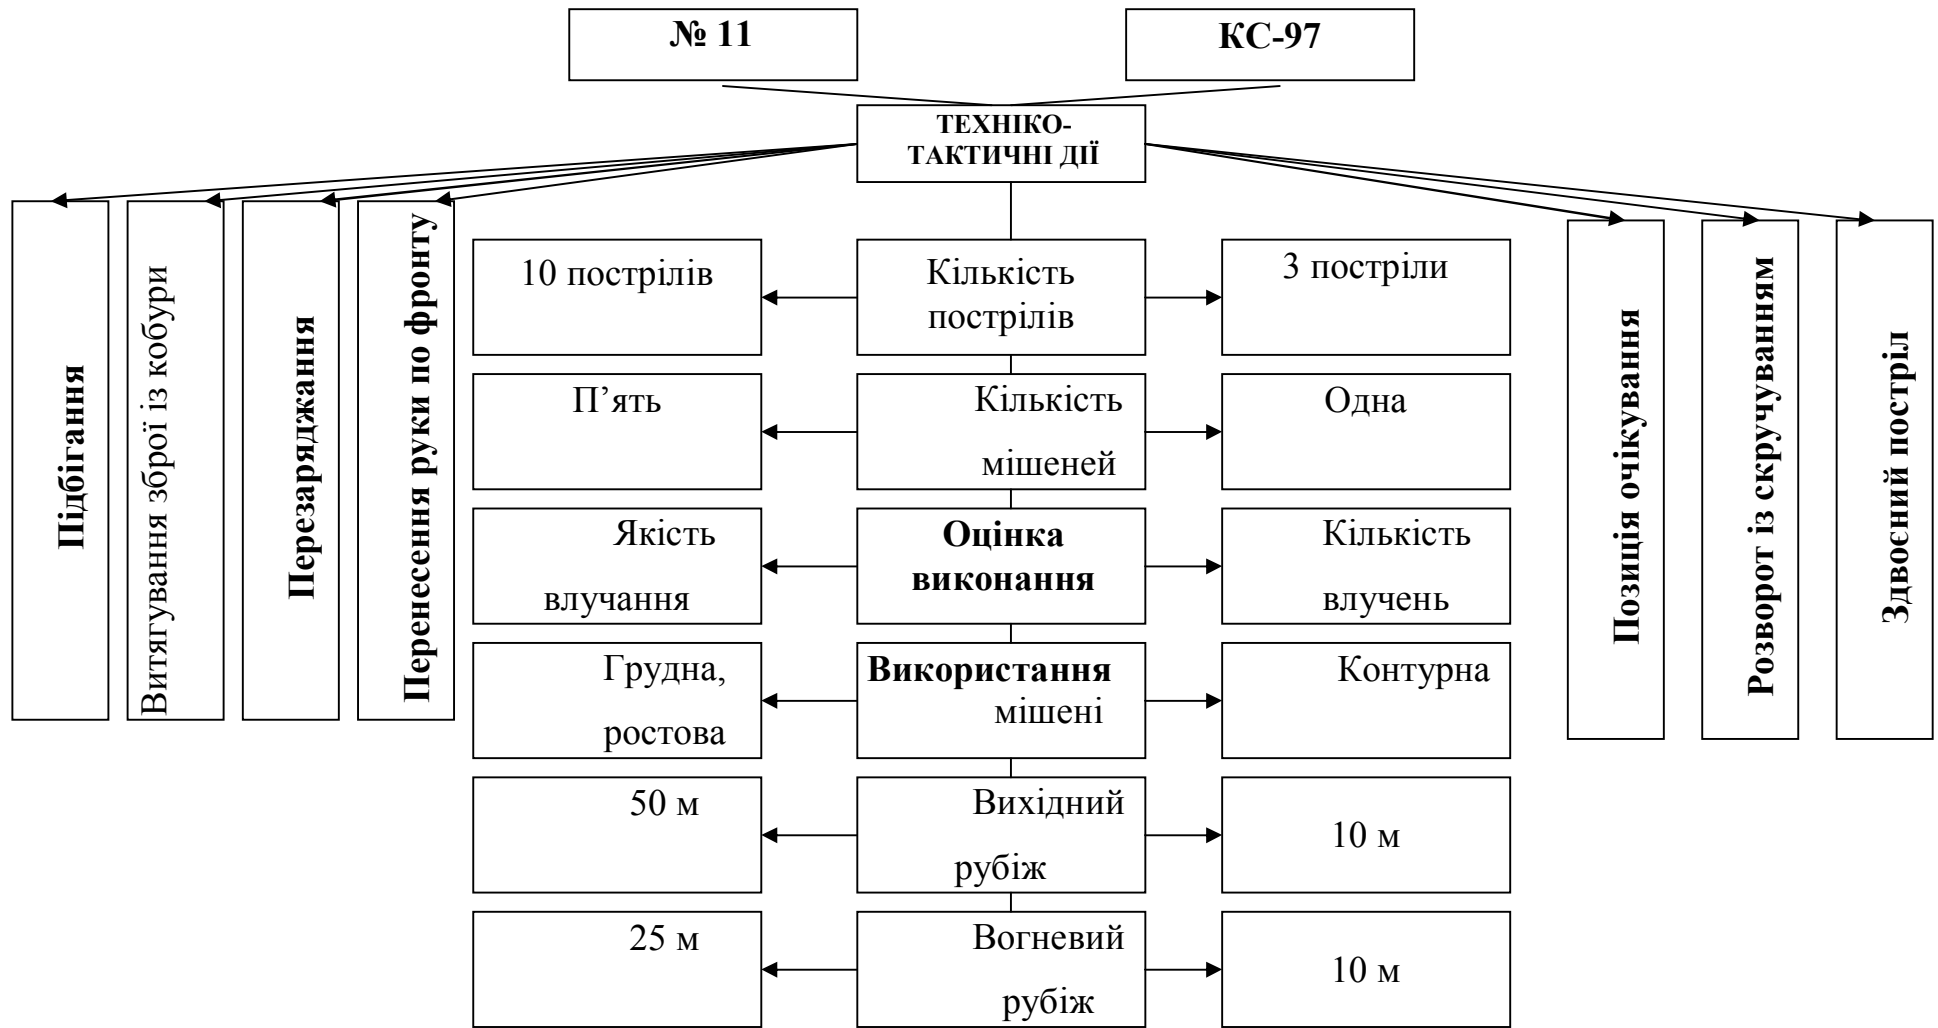 № 11
КС-97
ТЕХНІКО-
ТАКТИЧНІ ДІЇ
Підбігання
Витягування зброї із кобури
Перезаряджання
Перенесення руки по фронту
10 пострілів
Кількість
пострілів
3 постріли
П’ять
Кількість
мішеней
Одна
Якість
влучання
Оцінка
виконання
Кількість
влучень
Грудна,
ростова
Використання
мішені
Контурна
50 м
Вихідний
рубіж
10 м
25 м
Вогневий
рубіж
10 м
Позиція очікування
Розворот із скручуванням
Здвоєний постріл